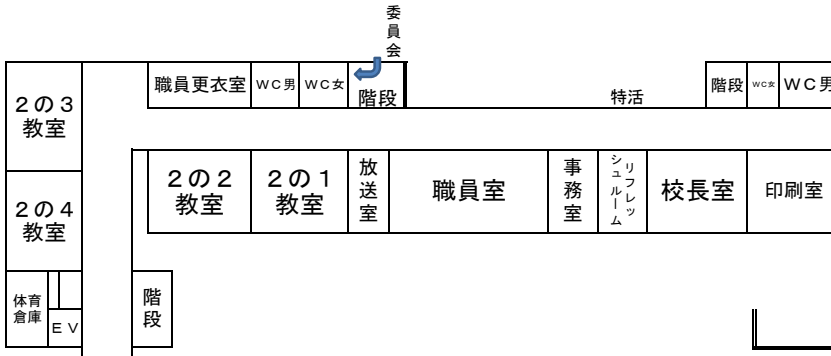 委員会
職員更衣室
WC男
WC女
階段
特活
階段
WC女
WC男
2の3
教室
2の2
教室
2の1
教室
放送室
職員室
事務室
リフレッ
シュルーム
校長室
印刷室
2の4
教室
体育
倉庫
EV
階段